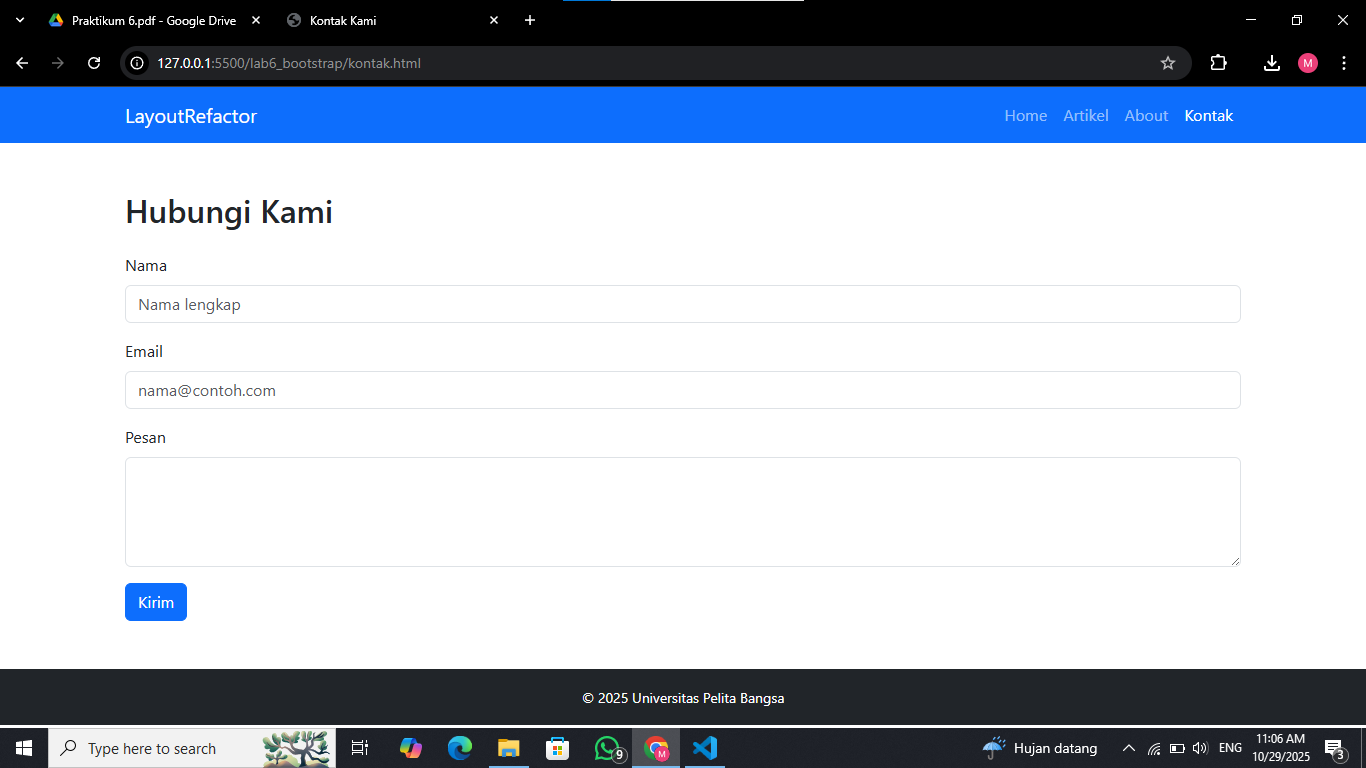 Praktikum 6.pdf - Google Drive
Kontak Kami
127.0.0.1:5500/lab6_bootstrap/kontak.html
M
LayoutRefactor
Home Artikel About Kontak
Hubungi Kami
Nama
Nama lengkap
Email
nama@contoh.com
Pesan
Kirim
© 2025 Universitas Pelita Bangsa
Type here to search
9
M
Hujan datang
ENG
11:06 AM
10/29/2025
3